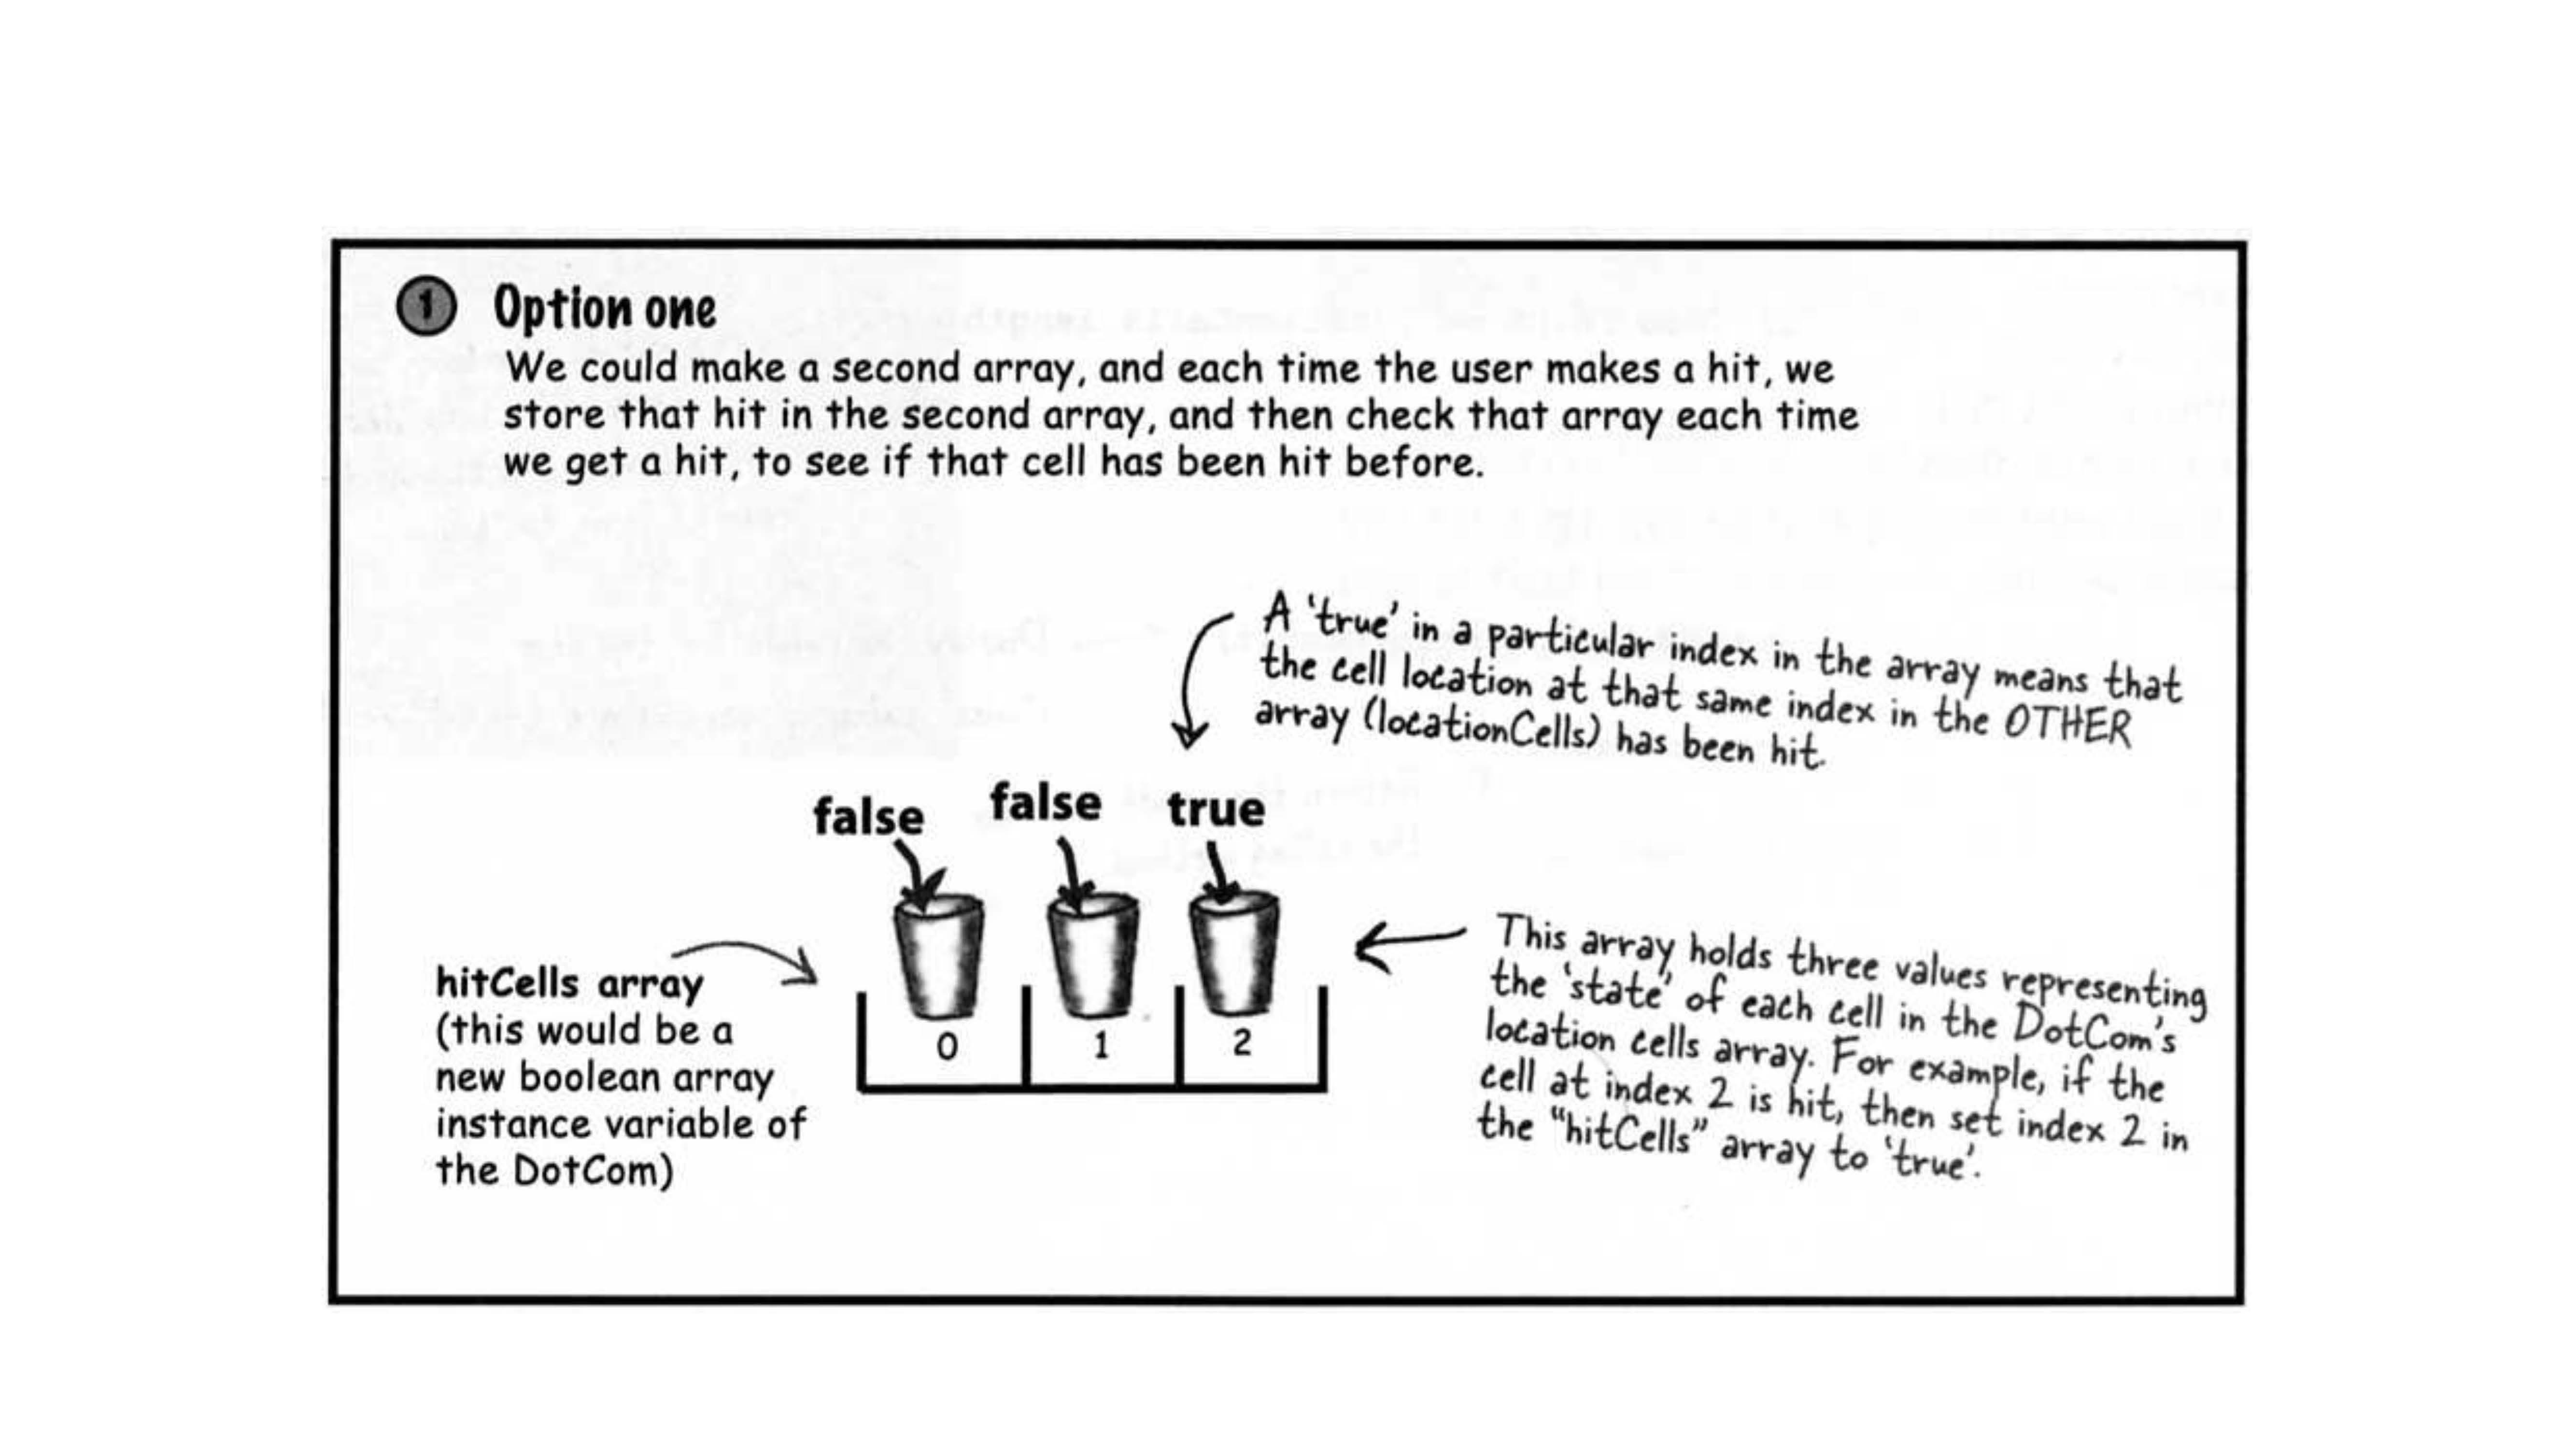 1 Option one
We could make a second array, and each time the user makes a hit, we
store that hit in the second array, and then check that array each time
we get a hit, to see if that cell has been hit before.
A 'true' in a particular index in the array means that
the cell location at that same index in the OTHER
array (locationCells) has been hit.
false false true
hitCells array
(this would be a
new boolean array
instance variable of
the DotCom)
0 1 2
This array holds three values representing
the 'state' of each cell in the DotCom's
location cells array. For example, if the
cell at index 2 is hit, then set index 2 in
the "hitCells" array to 'true'.